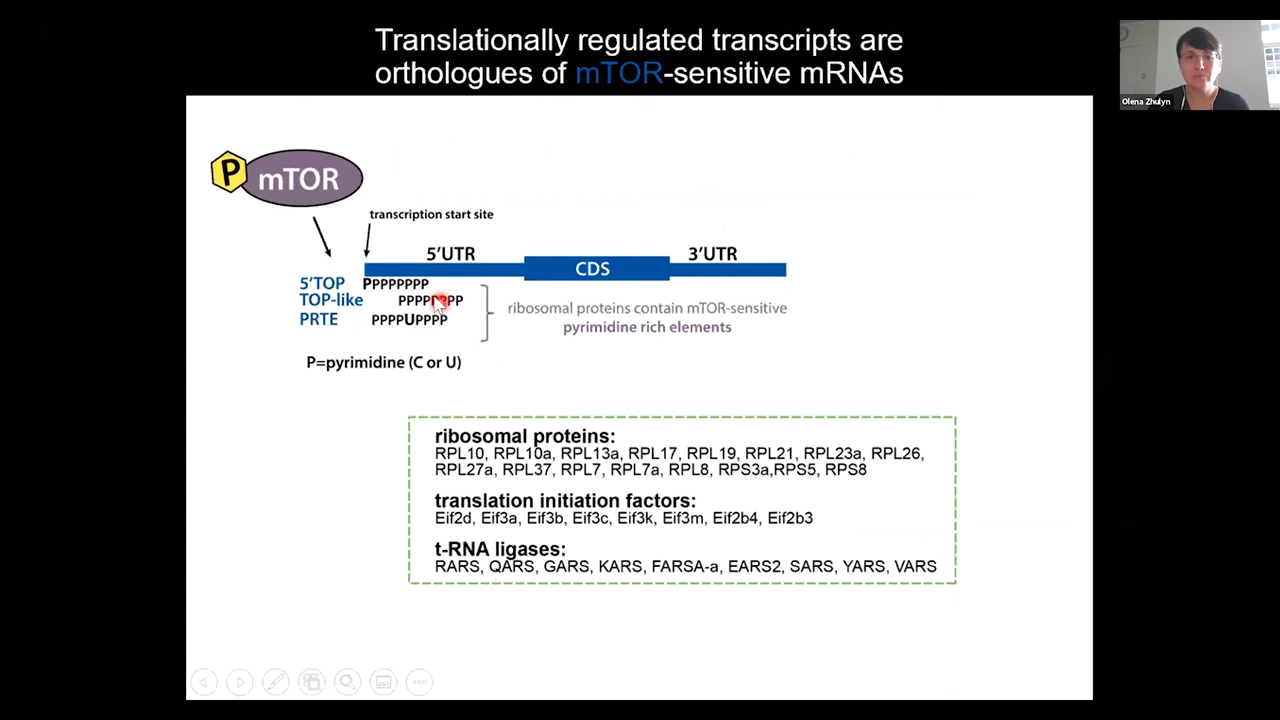 Translationally regulated transcripts are
orthologues of mTOR-sensitive mRNAs
Olena Zhulyn
P mTOR
transcription start site
5'UTR
CDS
3'UTR
5'TOP PPPPPPPP
TOP-like PPPPPPPP
PRTE PPPPUPPPP
ribosomal proteins contain mTOR-sensitive
pyrimidine rich elements
P=pyrimidine (C or U)
ribosomal proteins:
RPL10, RPL10a, RPL13a, RPL17, RPL19, RPL21, RPL23a, RPL26,
RPL27a, RPL37, RPL7, RPL7a, RPL8, RPS3a,RPS5, RPS8
translation initiation factors:
Eif2d, Eif3a, Eif3b, Eif3c, Eif3k, Eif3m, Eif2b4, Eif2b3
t-RNA ligases:
RARS, QARS, GARS, KARS, FARSA-a, EARS2, SARS, YARS, VARS